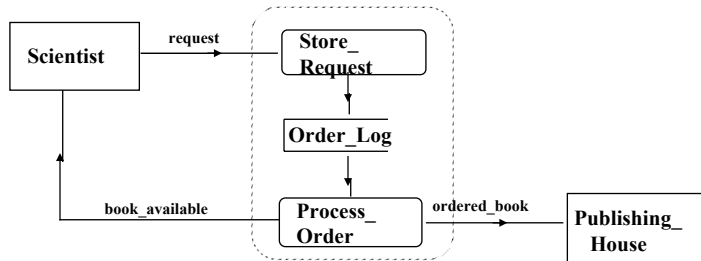 request
Store_
Request
Scientist
Order_Log
book_available
Process_
Order
ordered_book
Publishing_
House